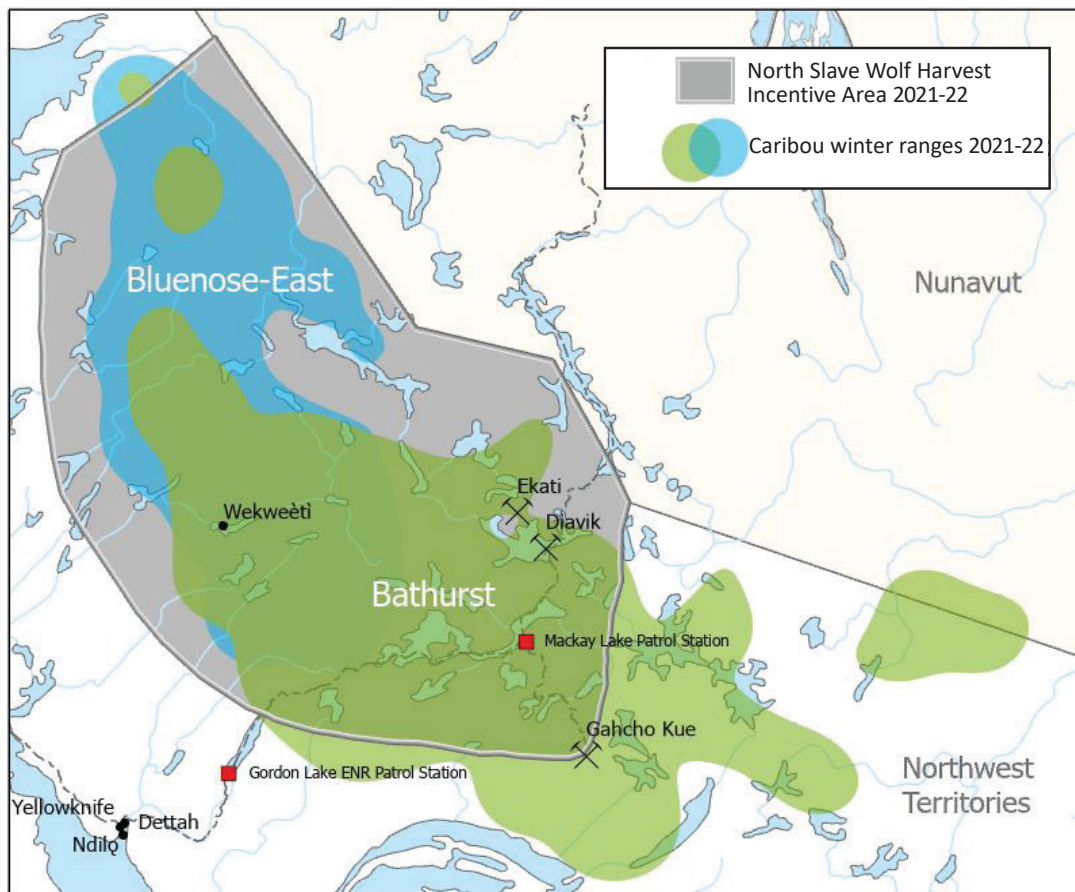 North Slave Wolf Harvest
Incentive Area 2021-22
Caribou winter ranges 2021-22
Bluenose-East
Nunavut
Ekati
Wekweètì
Diavik
Bathurst
Mackay Lake Patrol Station
Gahcho Kue
Gordon Lake ENR Patrol Station
Northwest
Territories
Yellowknife
Dettah
Ndilǫ